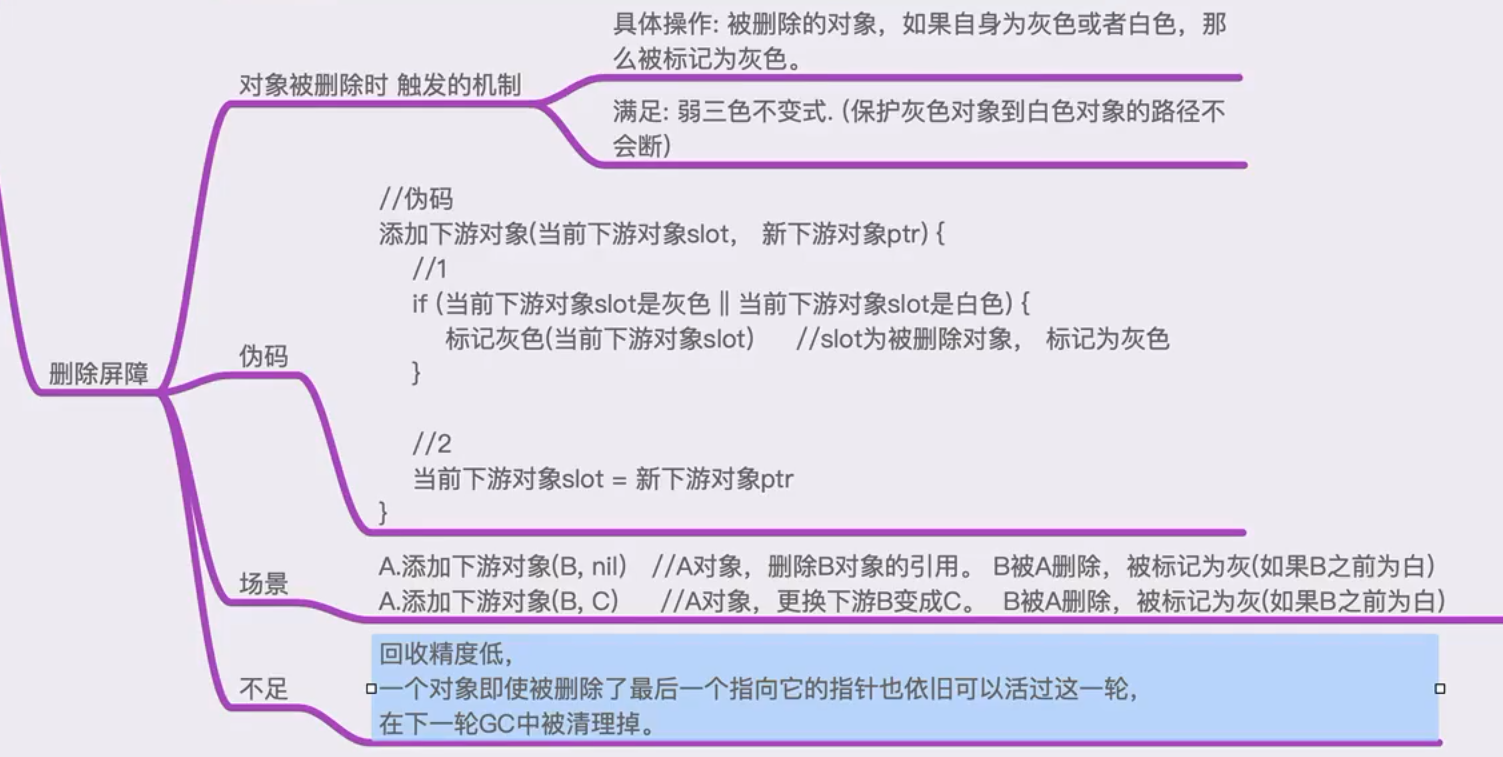 具体操作: 被删除的对象，如果自身为灰色或者白色，那
么被标记为灰色。
对象被删除时 触发的机制
满足: 弱三色不变式. (保护灰色对象到白色对象的路径不
会断)
//伪码
添加下游对象(当前下游对象slot， 新下游对象ptr) {
//1
if (当前下游对象slot是灰色 || 当前下游对象slot是白色) {
标记灰色(当前下游对象slot) //slot为被删除对象， 标记为灰色
}
//2
当前下游对象slot = 新下游对象ptr
}
伪码
删除屏障
A.添加下游对象(B, nil) //A对象，删除B对象的引用。 B被A删除，被标记为灰(如果B之前为白)
A.添加下游对象(B, C) //A对象，更换下游B变成C。 B被A删除，被标记为灰(如果B之前为白)
场景
回收精度低，
一个对象即使被删除了最后一个指向它的指针也依旧可以活过这一轮，
在下一轮GC中被清理掉。
不足